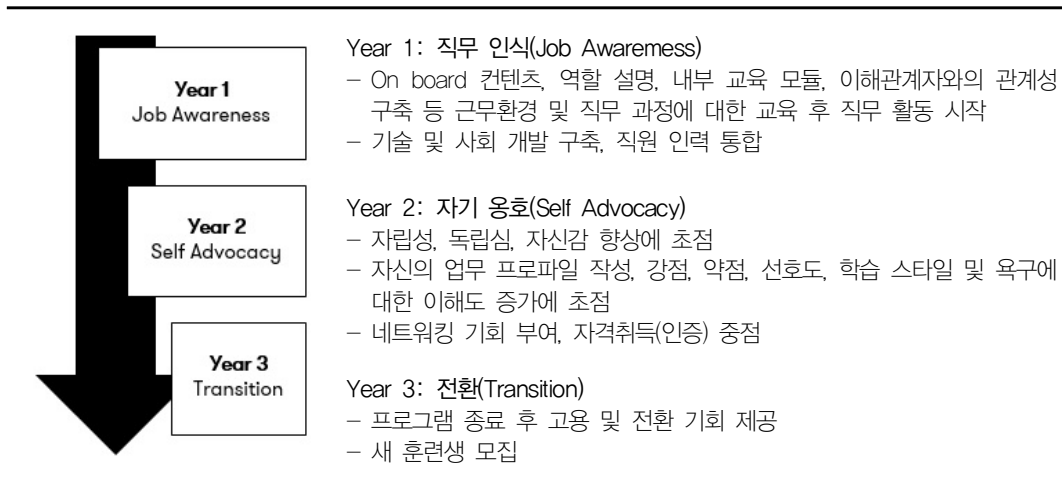 Year 1
Job Awareness
Year 2
Self Advocacy
Year 3
Transition
Year 1: 직무 인식(Job Awaremess)
– On board 컨텐츠, 역할 설명, 내부 교육 모듈, 이해관계자와의 관계성
구축 등 근무환경 및 직무 과정에 대한 교육 후 직무 활동 시작
– 기술 및 사회 개발 구축, 직원 인력 통합
Year 2: 자기 옹호(Self Advocacy)
– 자립성, 독립심, 자신감 향상에 초점
– 자신의 업무 프로파일 작성, 강점, 약점, 선호도, 학습 스타일 및 욕구에
대한 이해도 증가에 초점
– 네트워킹 기회 부여, 자격취득(인증) 중점
Year 3: 전환(Transition)
– 프로그램 종료 후 고용 및 전환 기회 제공
– 새 훈련생 모집